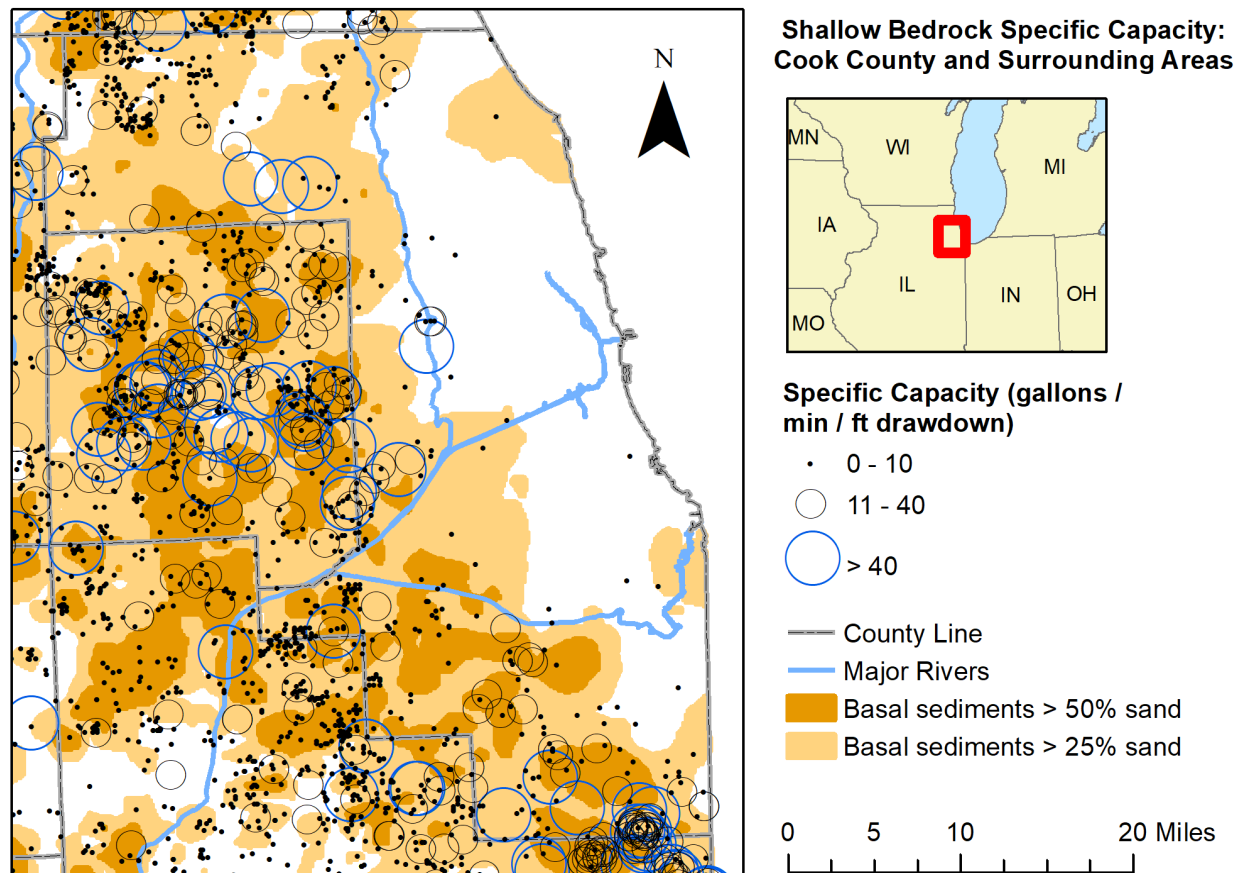 N
Shallow Bedrock Specific Capacity:
Cook County and Surrounding Areas
MN
WI
MI
IA
IL
IN
OH
MO
Specific Capacity (gallons /
min / ft drawdown)
0 - 10
11 - 40
> 40
County Line
Major Rivers
Basal sediments > 50% sand
Basal sediments > 25% sand
0 5 10 20 Miles